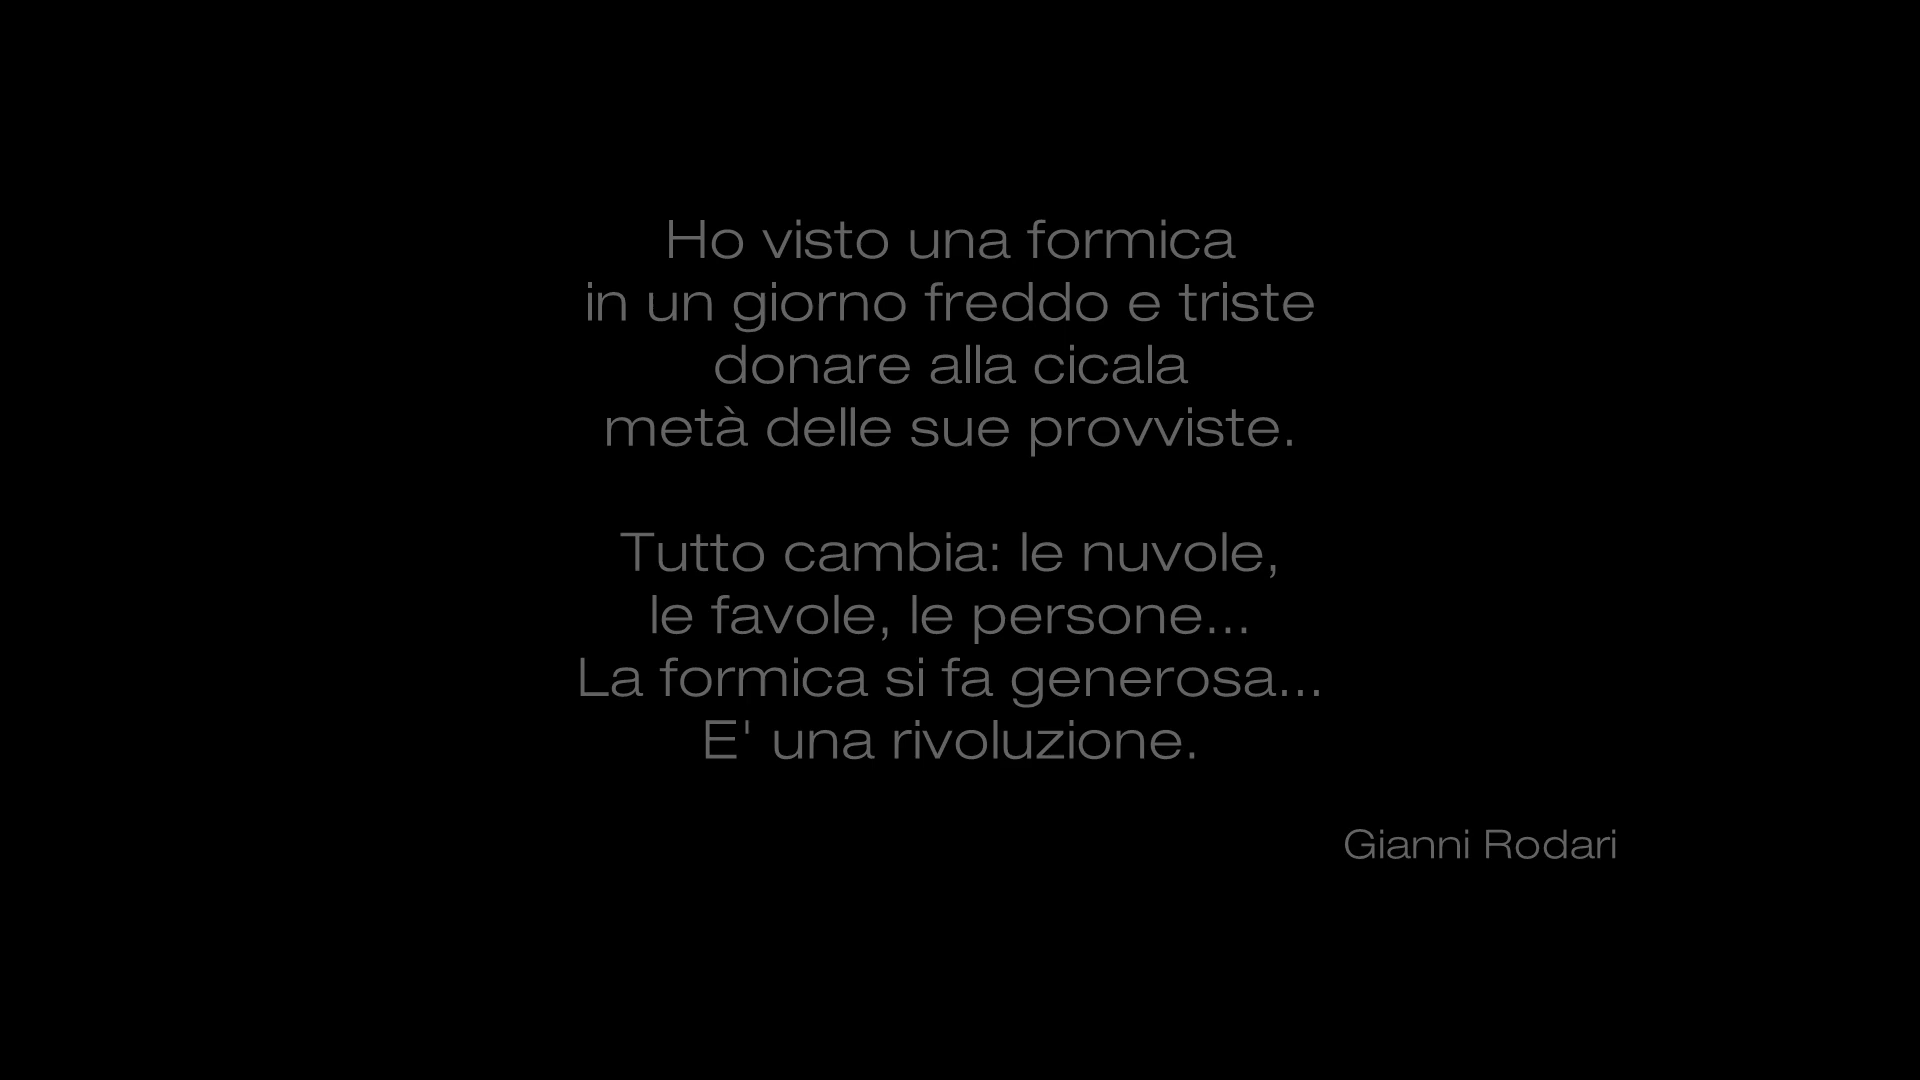 Ho visto una formica
in un giorno freddo e triste
donare alla cicala
metà delle sue provviste.
Tutto cambia: le nuvole,
le favole, le persone...
La formica si fa generosa...
E' una rivoluzione.
Gianni Rodari